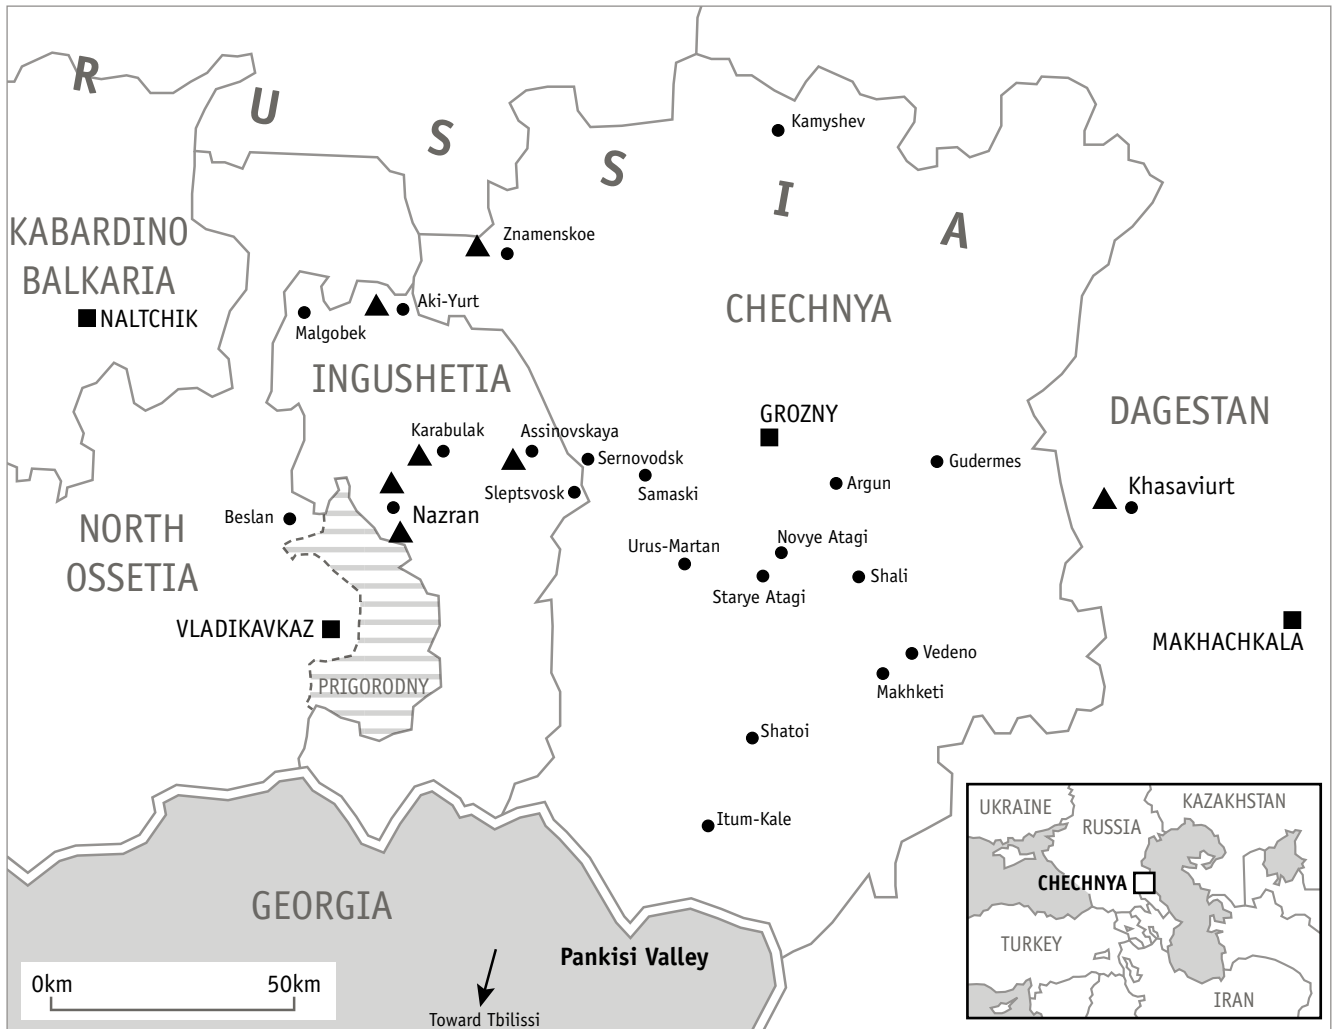 R U S S I A
Kamyshev
KABARDINO
BALKARIA
NALTCHIK
Znamenskoe
Aki-Yurt
Malgobek
CHECHNYA
INGUSHETIA
GROZNY
DAGESTAN
Karabulak
Assinovskaya
Sernovodsk
Gudermes
Samaski
Argun
Khasaviurt
Sleptsvosk
Nazran
Beslan
NORTH
OSSETIA
Urus-Martan
Novye Atagi
Shali
Starye Atagi
VLADIKAVKAZ
MAKHACHKALA
Vedeno
Makhketi
PRIGORODNY
Shatoi
Itum-Kale
GEORGIA
Pankisi Valley
Toward Tbilissi
0km
50km
UKRAINE
KAZAKHSTAN
RUSSIA
CHECHNYA
TURKEY
IRAN